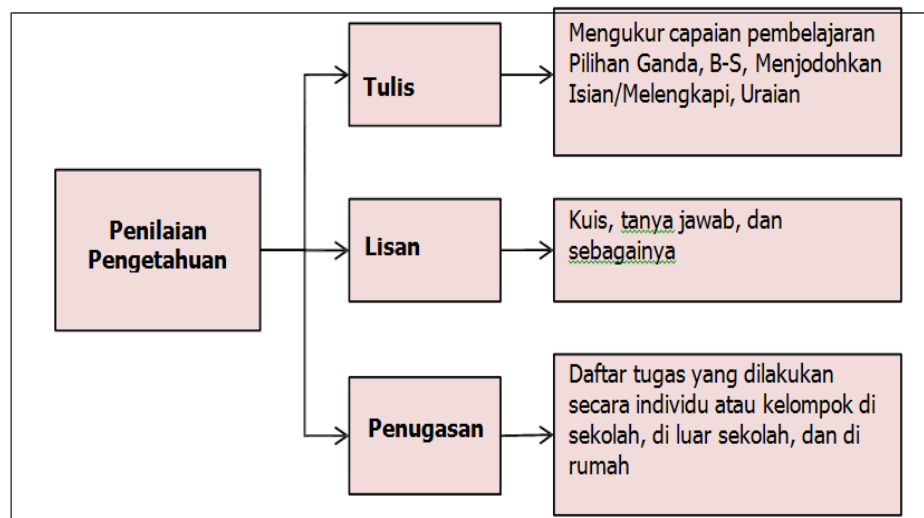 Penilaian
Pengetahuan
Tulis
Mengukur capaian pembelajaran
Pilihan Ganda, B-S, Menjodohkan
Isian/Melengkapi, Uraian
Lisan
Kuis, tanya jawab, dan
sebagainya
Penugasan
Daftar tugas yang dilakukan
secara individu atau kelompok di
sekolah, di luar sekolah, dan di
rumah